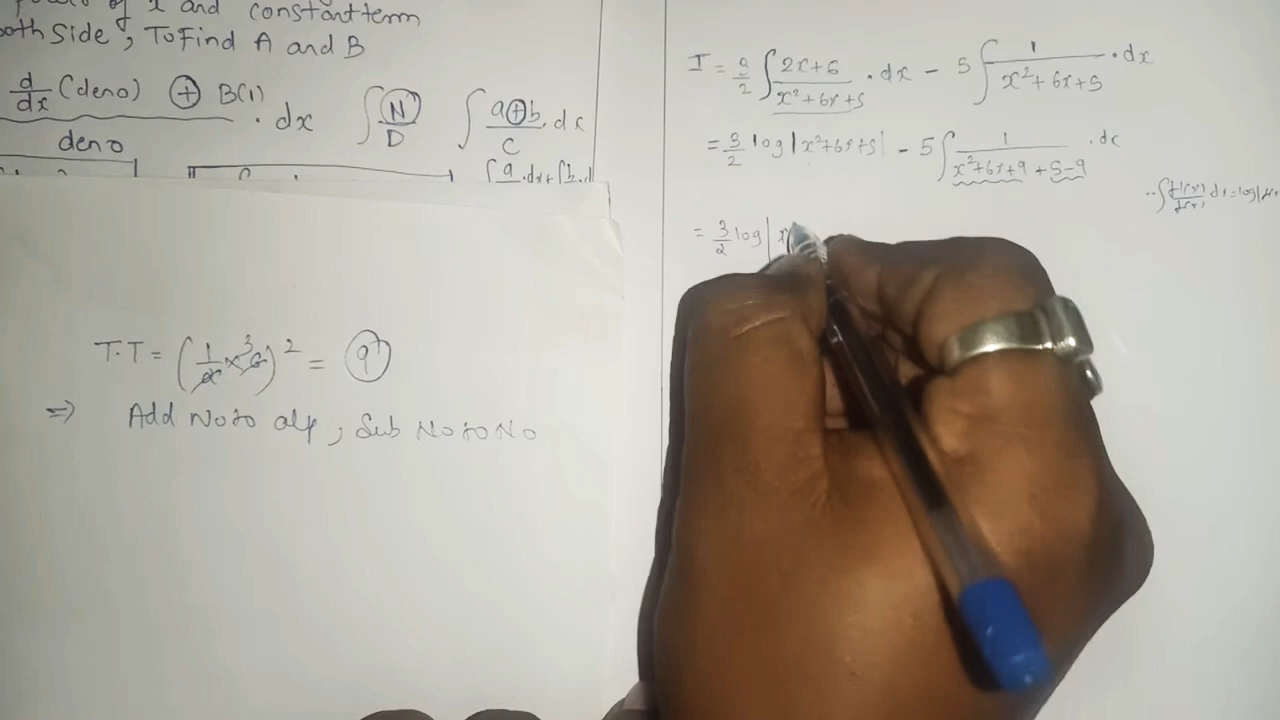 of x and constant term
both Side, To Find A and B
d/dx (deno) + B(1)
deno
. dx
∫ N/D
∫ a+b/C . dx
∫ a . dx + ∫ b . d
T.T = (1/2 × 6 3)² = 9
⇒ Add No to alp, Sub No to No
I = 3/2 ∫ 2x+6 / x²+6x+5 . dx - 5 ∫ 1 / x²+6x+5 . dx
= 3/2 log |x²+6x+5| - 5 ∫ 1 / x²+6x+9+5-9 . dx
∫ f'(x)/f(x) dx = log|f(x)
= 3/2 log | x